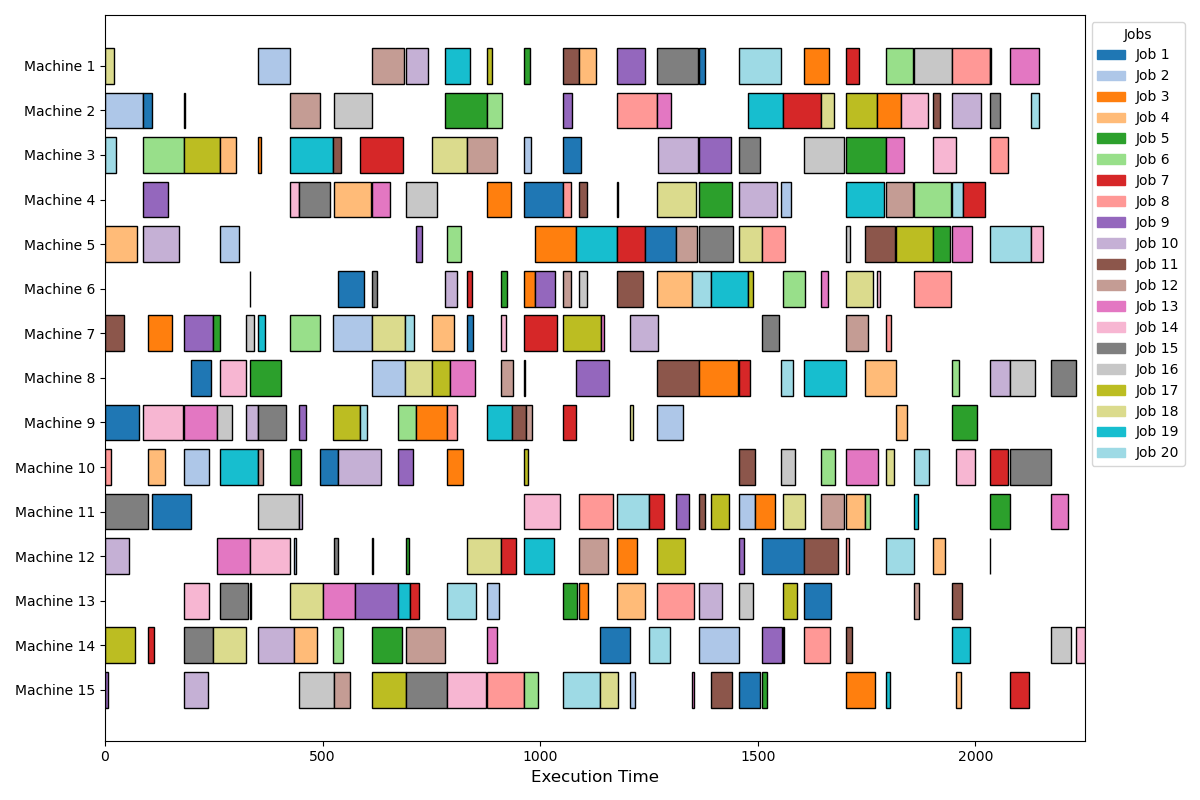 Machine 1
Machine 2
Machine 3
Machine 4
Machine 5
Machine 6
Machine 7
Machine 8
Machine 9
Machine 10
Machine 11
Machine 12
Machine 13
Machine 14
Machine 15
0 500 1000 1500 2000
Execution Time
Jobs
Job 1
Job 2
Job 3
Job 4
Job 5
Job 6
Job 7
Job 8
Job 9
Job 10
Job 11
Job 12
Job 13
Job 14
Job 15
Job 16
Job 17
Job 18
Job 19
Job 20